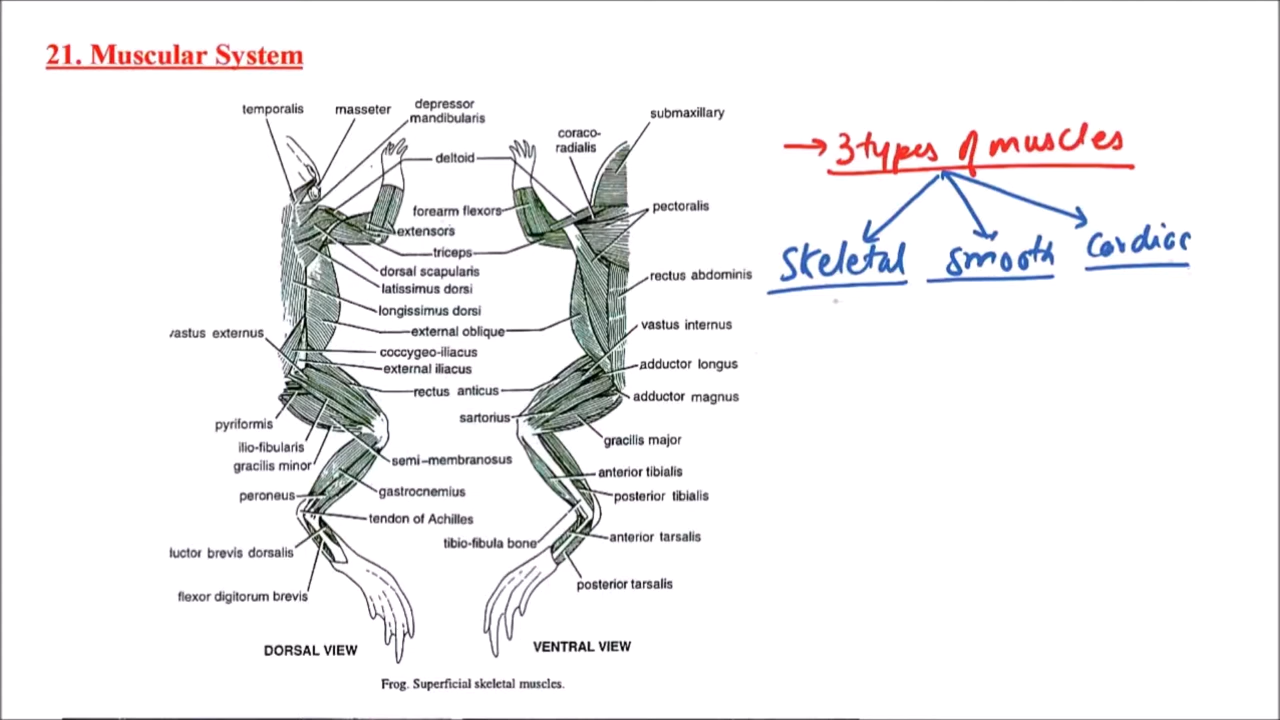 21. Muscular System
temporalis
masseter
depressor
mandibularis
deltoid
coraco-
radialis
submaxillary
forearm flexors
pectoralis
extensors
triceps
dorsal scapularis
latissimus dorsi
rectus abdominis
longissimus dorsi
vastus externus
external oblique
vastus internus
coccygeo-iliacus
external iliacus
adductor longus
rectus anticus
adductor magnus
pyriformis
sartorius
ilio-fibularis
gracilis major
gracilis minor
semi-membranosus
anterior tibialis
peroneus
gastrocnemius
posterior tibialis
tendon of Achilles
tibio-fibula bone
anterior tarsalis
luctor brevis dorsalis
flexor digitorum brevis
posterior tarsalis
DORSAL VIEW
VENTRAL VIEW
Frog. Superficial skeletal muscles.
→ 3 types of muscles
Skeletal smooth Cardiac